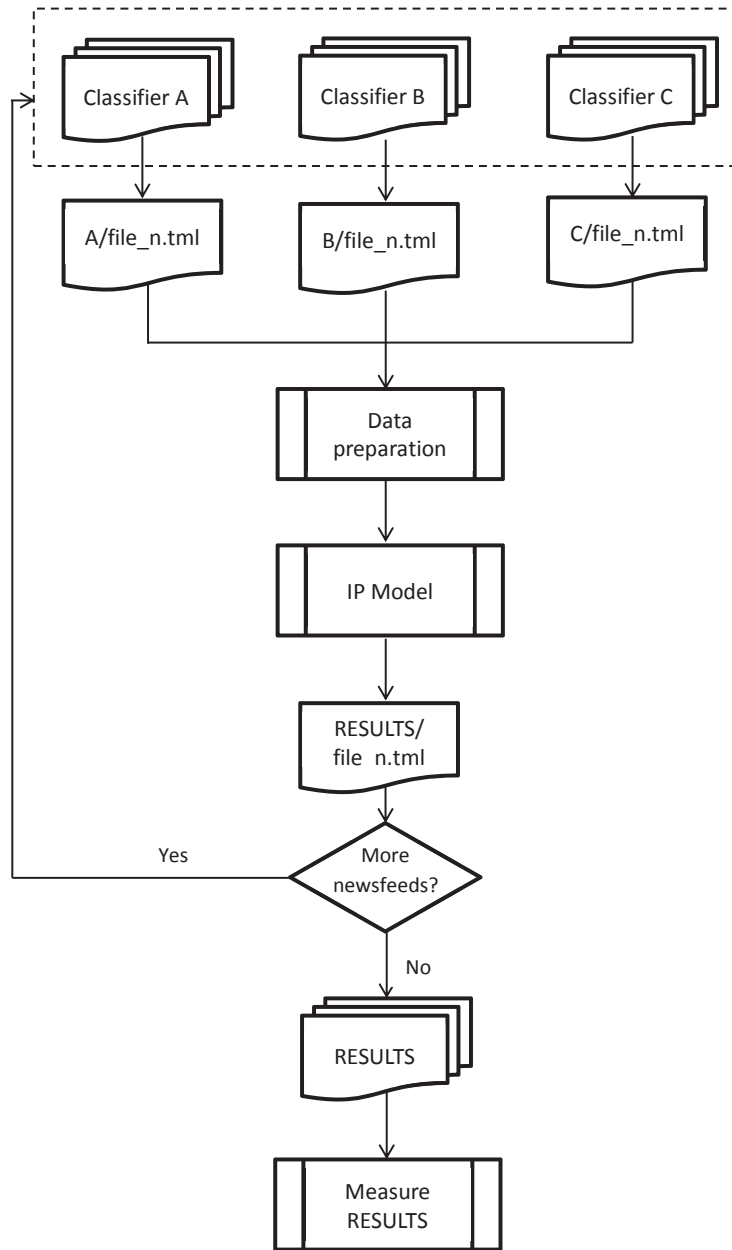 Classifier A
Classifier B
Classifier C
A/file_n.tml
B/file_n.tml
C/file_n.tml
Data
preparation
IP Model
RESULTS/
file n.tml
More
newsfeeds?
Yes
No
RESULTS
Measure
RESULTS